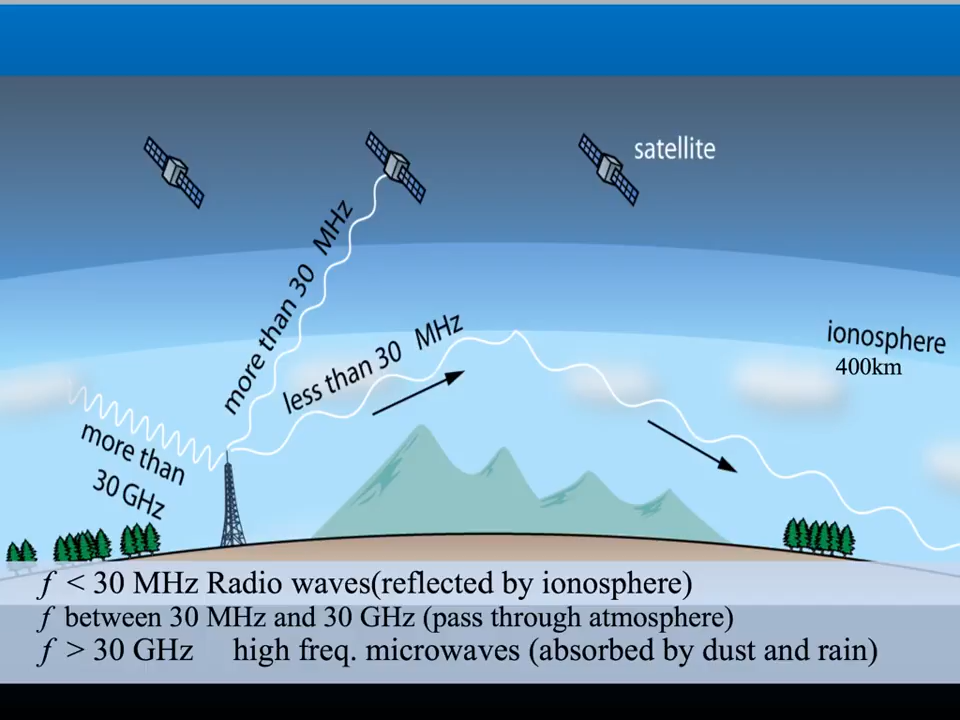 satellite
more than 30 MHz
less than 30 MHz
ionosphere
400km
more than
30 GHz
f < 30 MHz Radio waves(reflected by ionosphere)
f between 30 MHz and 30 GHz (pass through atmosphere)
f > 30 GHz high freq. microwaves (absorbed by dust and rain)